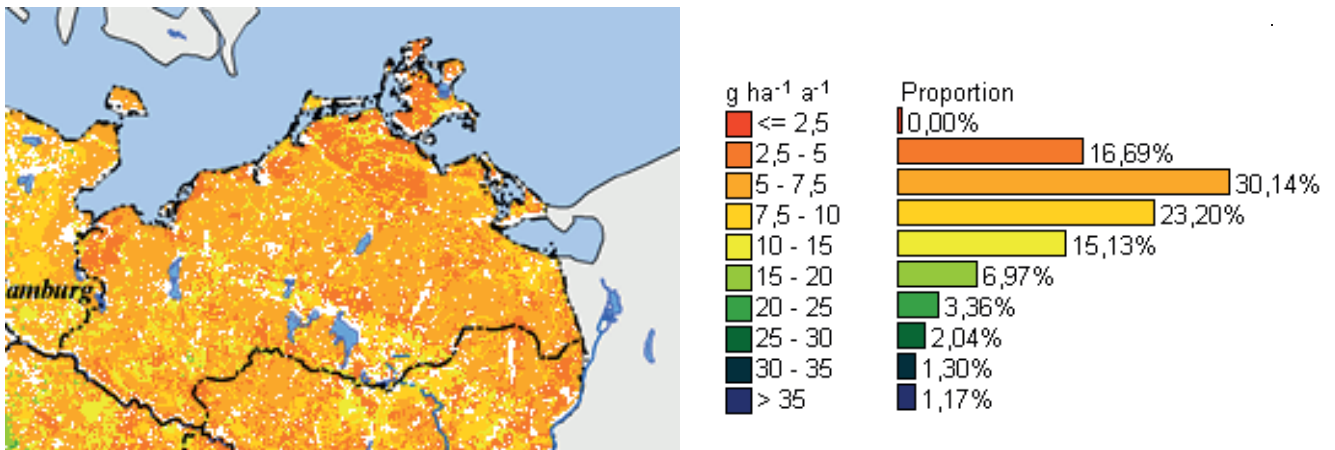 amburg
g ha-1 a-1 Proportion
<= 2,5 0,00%
2,5 - 5 16,69%
5 - 7,5 30,14%
7,5 - 10 23,20%
10 - 15 15,13%
15 - 20 6,97%
20 - 25 3,36%
25 - 30 2,04%
30 - 35 1,30%
> 35 1,17%